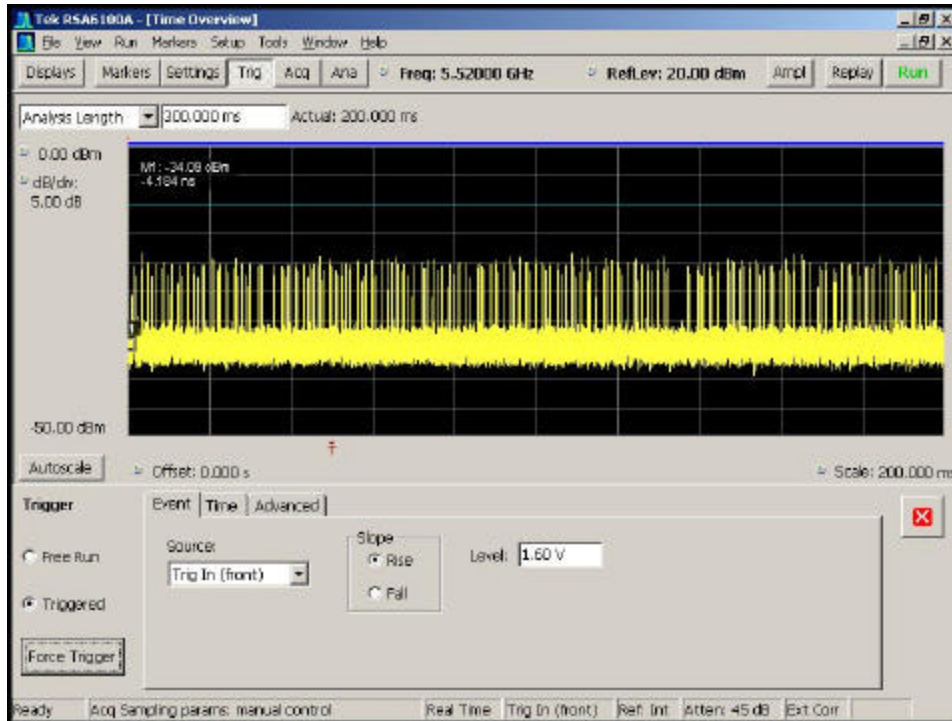 Tek RSA6100A - [Time Overview]
File View Run Markers Setup Tools Window Help
Displays Markers Settings Trig Acq Ana Freq: 5.52000 GHz RefLev: 20.00 dBm Ampl Replay Run
Analysis Length 200.000 ms Actual: 200.000 ms
0.00 dBm
dB/div:
5.00 dB
M1: -34.09 dBm
-4.184 ns
-50.00 dBm
Autoscale Offset: 0.000 s Scale: 200.000 ms
Trigger
Event Time Advanced
Free Run
Triggered
Force Trigger
Source:
Trig In (front)
Slope
Rise
Fall
Level: 1.60 V
Ready Acq Sampling params: manual control Real Time Trig In (front) Ref: Int Atten: 45 dB Ext Corr